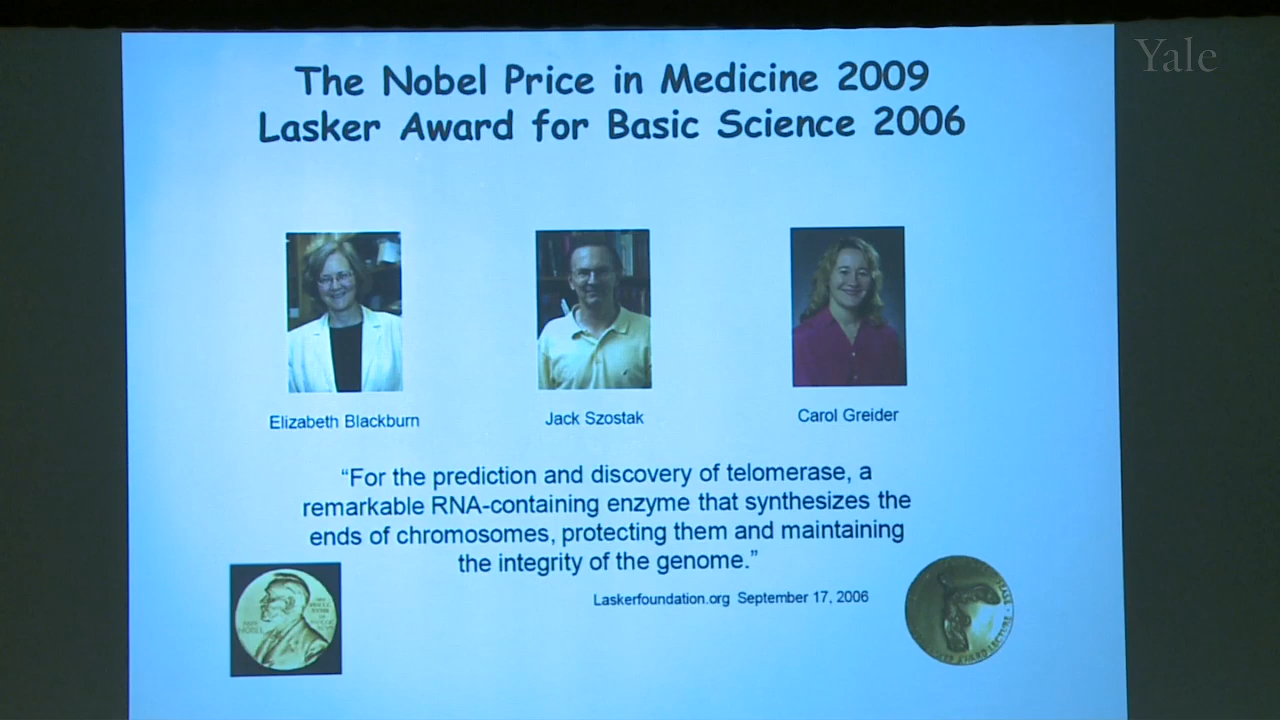 Yale
The Nobel Price in Medicine 2009
Lasker Award for Basic Science 2006
Elizabeth Blackburn
Jack Szostak
Carol Greider
“For the prediction and discovery of telomerase, a
remarkable RNA-containing enzyme that synthesizes the
ends of chromosomes, protecting them and maintaining
the integrity of the genome.”
Laskerfoundation.org September 17, 2006